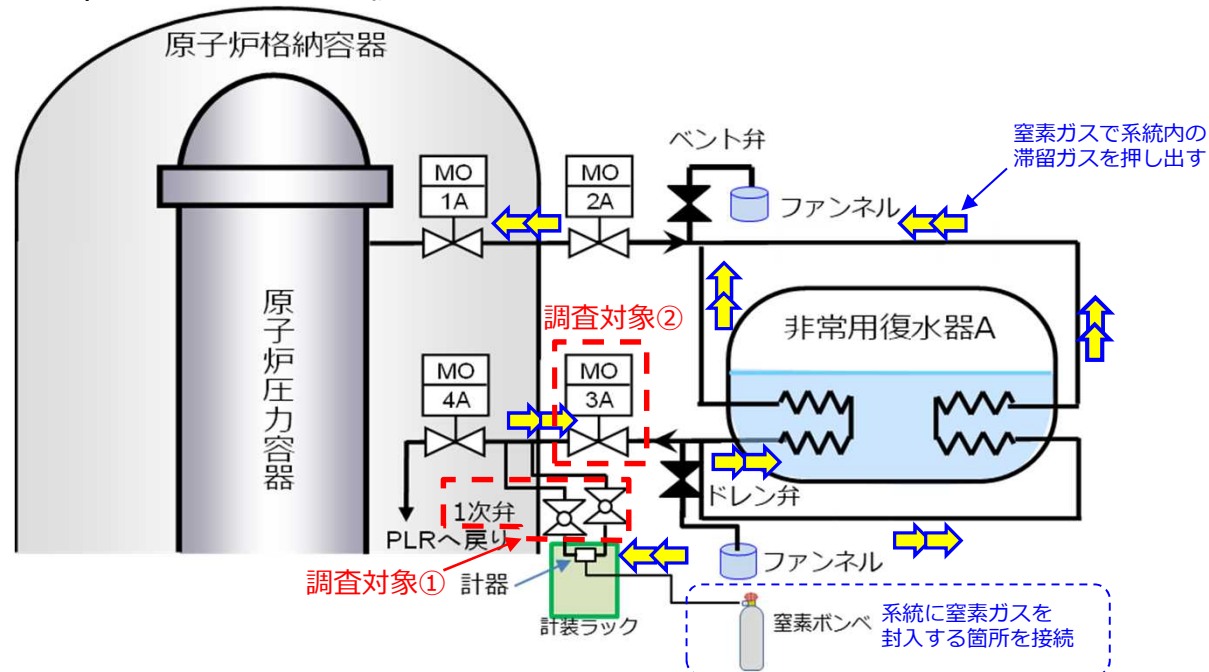 原子炉格納容器
ベント弁
窒素ガスで系統内の
滞留ガスを押し出す
MO
1A
MO
2A
ファンネル
原子炉圧力容器
調査対象②
非常用復水器A
MO
4A
MO
3A
1次弁
ドレン弁
PLRへ戻り
ファンネル
調査対象①
計器
計装ラック
窒素ボンベ
系統に窒素ガスを
封入する箇所を接続